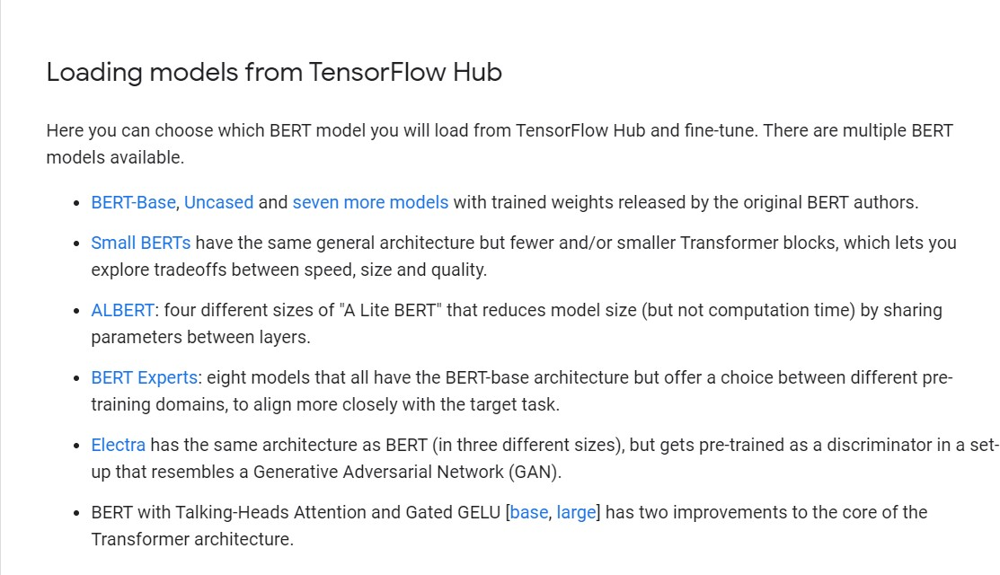 Loading models from TensorFlow Hub
Here you can choose which BERT model you will load from TensorFlow Hub and fine-tune. There are multiple BERT
models available.
• BERT-Base, Uncased and seven more models with trained weights released by the original BERT authors.
• Small BERTs have the same general architecture but fewer and/or smaller Transformer blocks, which lets you
explore tradeoffs between speed, size and quality.
• ALBERT: four different sizes of "A Lite BERT" that reduces model size (but not computation time) by sharing
parameters between layers.
• BERT Experts: eight models that all have the BERT-base architecture but offer a choice between different pre-
training domains, to align more closely with the target task.
• Electra has the same architecture as BERT (in three different sizes), but gets pre-trained as a discriminator in a set-
up that resembles a Generative Adversarial Network (GAN).
• BERT with Talking-Heads Attention and Gated GELU [base, large] has two improvements to the core of the
Transformer architecture.